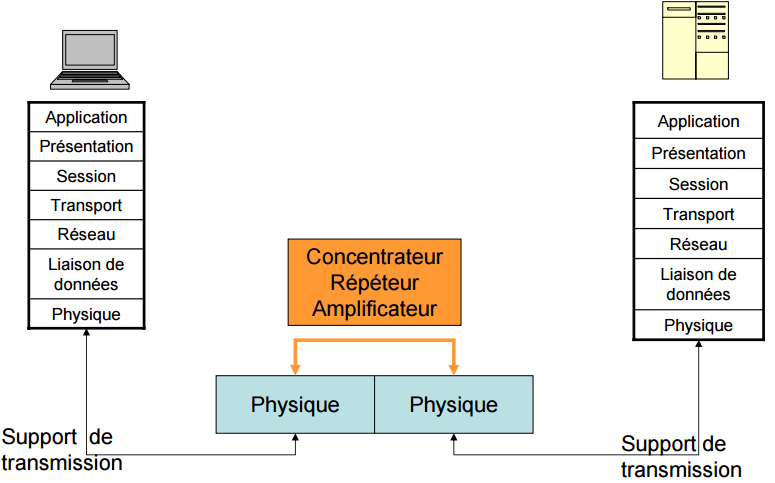 Application
Présentation
Session
Transport
Réseau
Liaison de
données
Physique
Application
Présentation
Session
Transport
Réseau
Liaison de
données
Physique
Concentrateur
Répéteur
Amplificateur
Physique
Physique
Support de
transmission
Support de
transmission